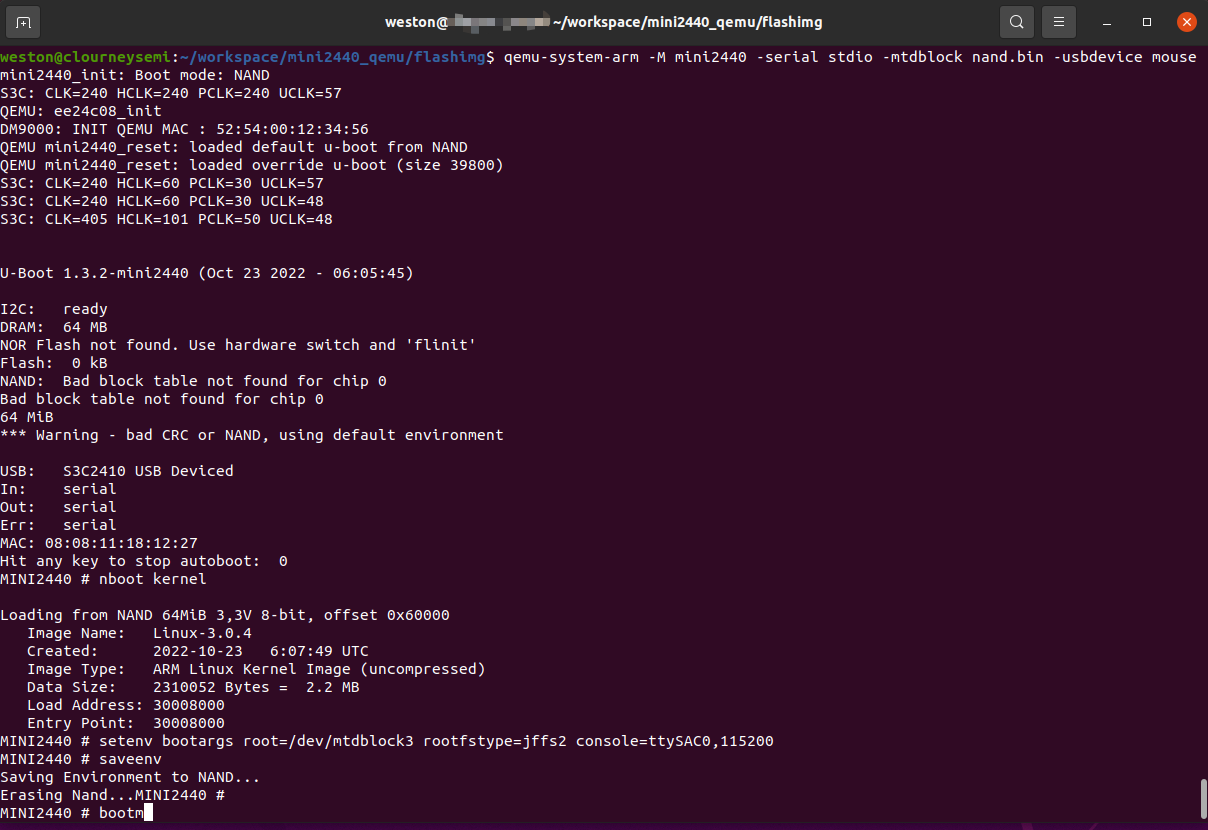 weston@ ~/workspace/mini2440_qemu/flashimg
weston@clourneysemi:~/workspace/mini2440_qemu/flashimg$ qemu-system-arm -M mini2440 -serial stdio -mtdblock nand.bin -usbdevice mouse
mini2440_init: Boot mode: NAND
S3C: CLK=240 HCLK=240 PCLK=240 UCLK=57
QEMU: ee24c08_init
DM9000: INIT QEMU MAC : 52:54:00:12:34:56
QEMU mini2440_reset: loaded default u-boot from NAND
QEMU mini2440_reset: loaded override u-boot (size 39800)
S3C: CLK=240 HCLK=60 PCLK=30 UCLK=57
S3C: CLK=240 HCLK=60 PCLK=30 UCLK=48
S3C: CLK=405 HCLK=101 PCLK=50 UCLK=48
U-Boot 1.3.2-mini2440 (Oct 23 2022 - 06:05:45)
I2C:   ready
DRAM:  64 MB
NOR Flash not found. Use hardware switch and 'flinit'
Flash:  0 kB
NAND:  Bad block table not found for chip 0
Bad block table not found for chip 0
64 MiB
*** Warning - bad CRC or NAND, using default environment
USB:   S3C2410 USB Deviced
In:    serial
Out:   serial
Err:   serial
MAC: 08:08:11:18:12:27
Hit any key to stop autoboot:  0
MINI2440 # nboot kernel
Loading from NAND 64MiB 3,3V 8-bit, offset 0x60000
   Image Name:   Linux-3.0.4
   Created:      2022-10-23   6:07:49 UTC
   Image Type:   ARM Linux Kernel Image (uncompressed)
   Data Size:    2310052 Bytes =  2.2 MB
   Load Address: 30008000
   Entry Point:  30008000
MINI2440 # setenv bootargs root=/dev/mtdblock3 rootfstype=jffs2 console=ttySAC0,115200
MINI2440 # saveenv
Saving Environment to NAND...
Erasing Nand...MINI2440 #
MINI2440 # bootm